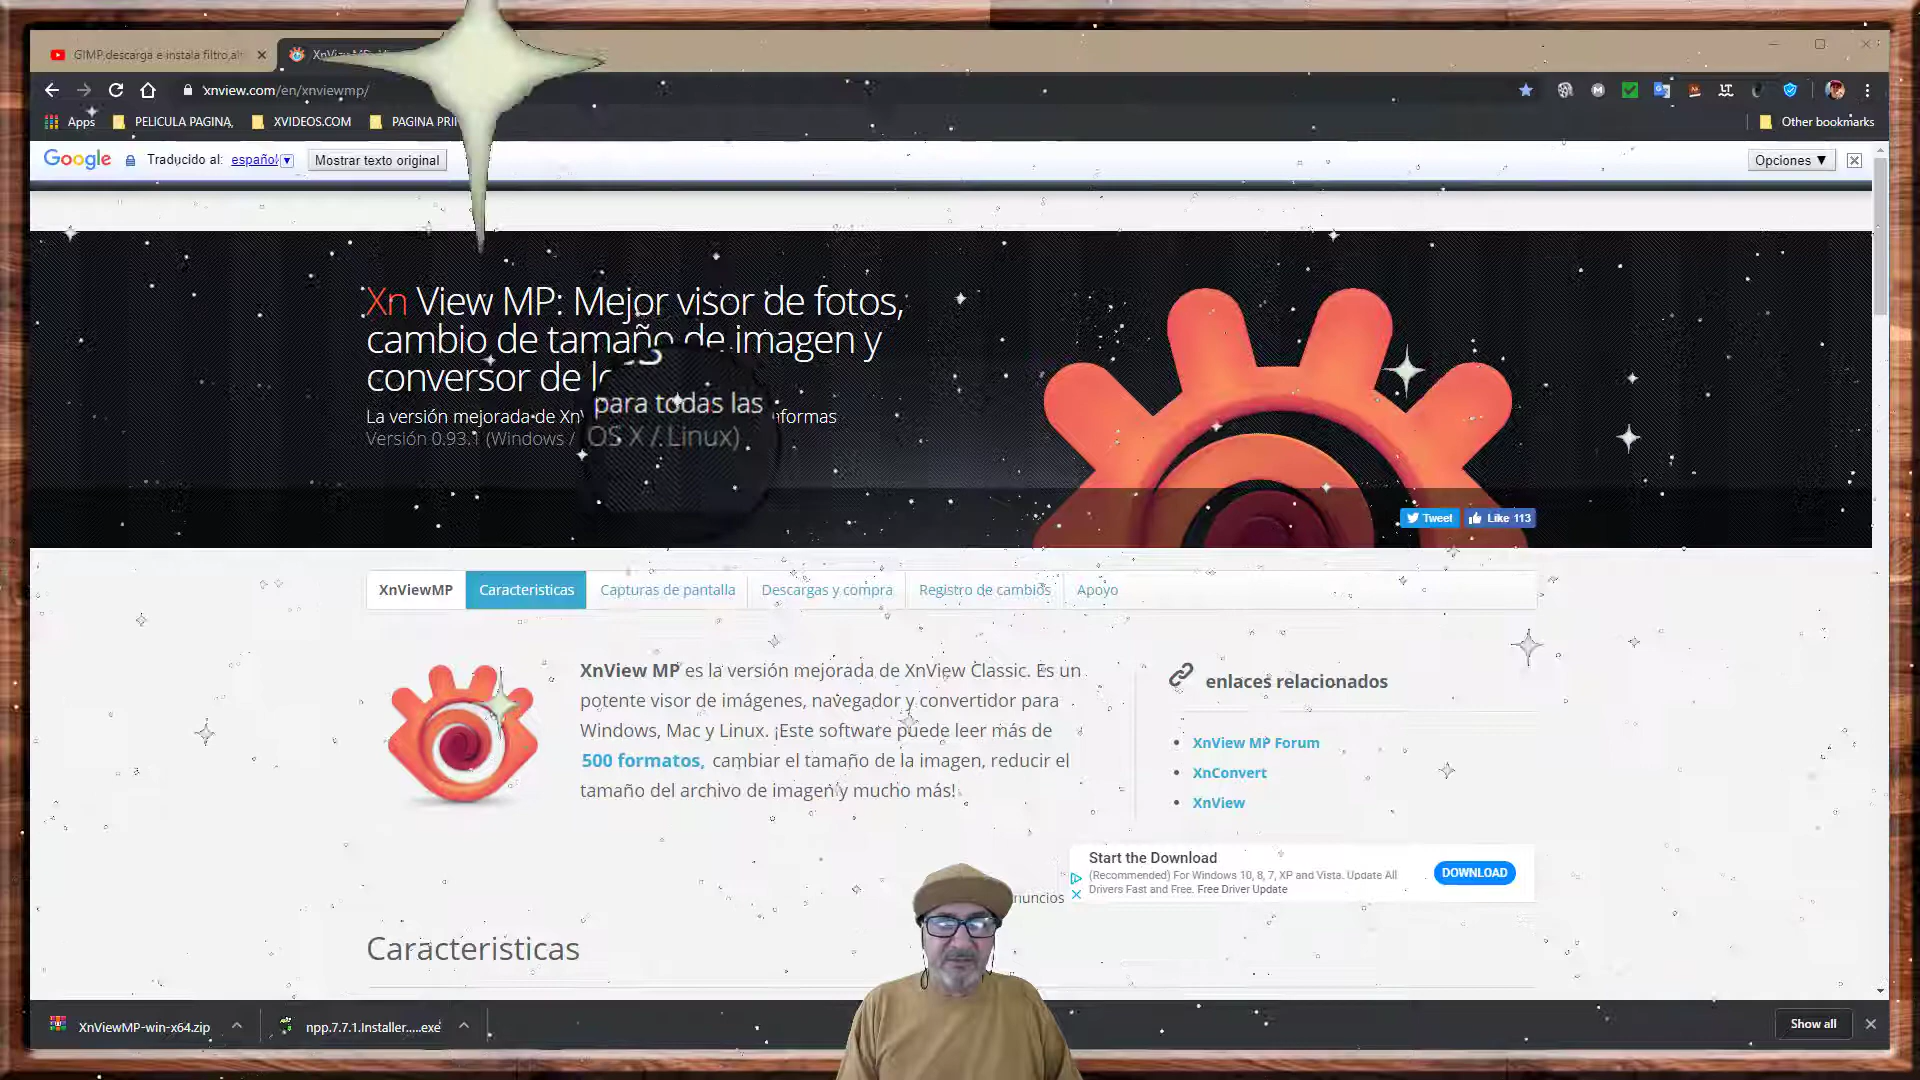 GIMP,descarga e instala filtro,al
XnView MP
xnview.com/en/xnviewmp/
Apps
PELICULA PAGINA,
XVIDEOS.COM
PAGINA PRI
Other bookmarks
Google
Traducido al: español
Mostrar texto original
Opciones ▼
Xn View MP: Mejor visor de fotos,
cambio de tamaño de imagen y
conversor de
La versión mejorada de Xn
para todas las
formas
Versión 0.93.1 (Windows /
OS X / Linux)
Tweet
Like 113
XnViewMP
Caracteristicas
Capturas de pantalla
Descargas y compra
Registro de cambios
Apoyo
XnView MP es la versión mejorada de XnView Classic. Es un
potente visor de imágenes, navegador y convertidor para
Windows, Mac y Linux. ¡Este software puede leer más de
500 formatos, cambiar el tamaño de la imagen, reducir el
tamaño del archivo de imagen y mucho más!
enlaces relacionados
XnView MP Forum
XnConvert
XnView
Start the Download
(Recommended) For Windows 10, 8, 7, XP and Vista. Update All
Drivers Fast and Free. Free Driver Update
DOWNLOAD
nuncios
Caracteristicas
XnViewMP-win-x64.zip
npp.7.7.1.Installer.....exe
Show all